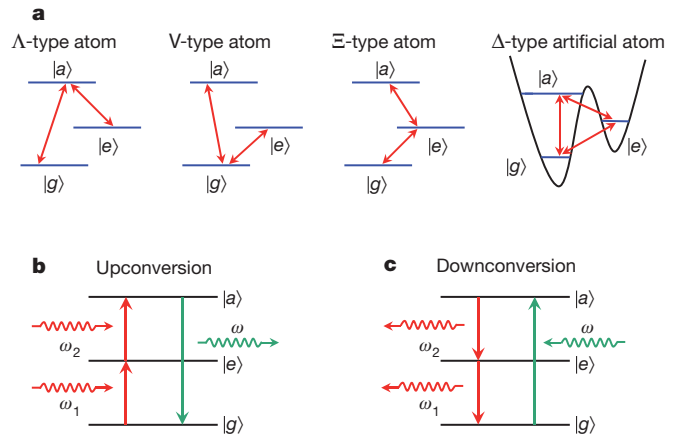 a
Λ-type atom V-type atom Ξ-type atom Δ-type artificial atom
|a⟩ |a⟩ |a⟩ |a⟩
|e⟩ |e⟩ |e⟩ |e⟩
|g⟩ |g⟩ |g⟩ |g⟩
b Upconversion
|a⟩
ω₂ ω
|e⟩
ω₁
|g⟩
c Downconversion
|a⟩
ω₂ ω
|e⟩
ω₁
|g⟩